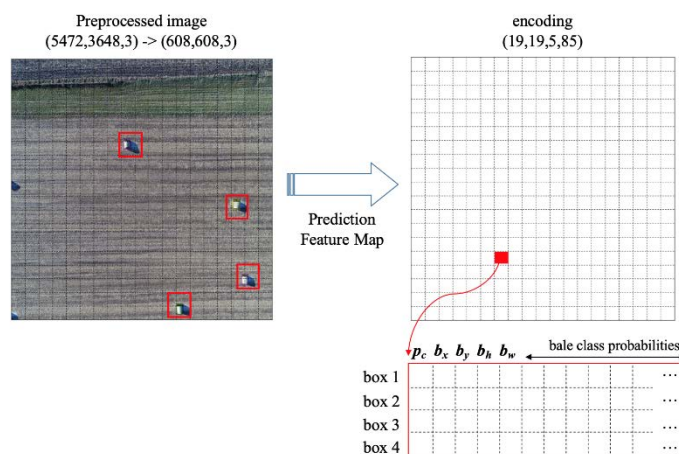 Preprocessed image
(5472,3648,3) -> (608,608,3)
encoding
(19,19,5,85)
Prediction
Feature Map
p_c b_x b_y b_h b_w bale class probabilities
box 1 ...
box 2 ...
box 3 ...
box 4 ...